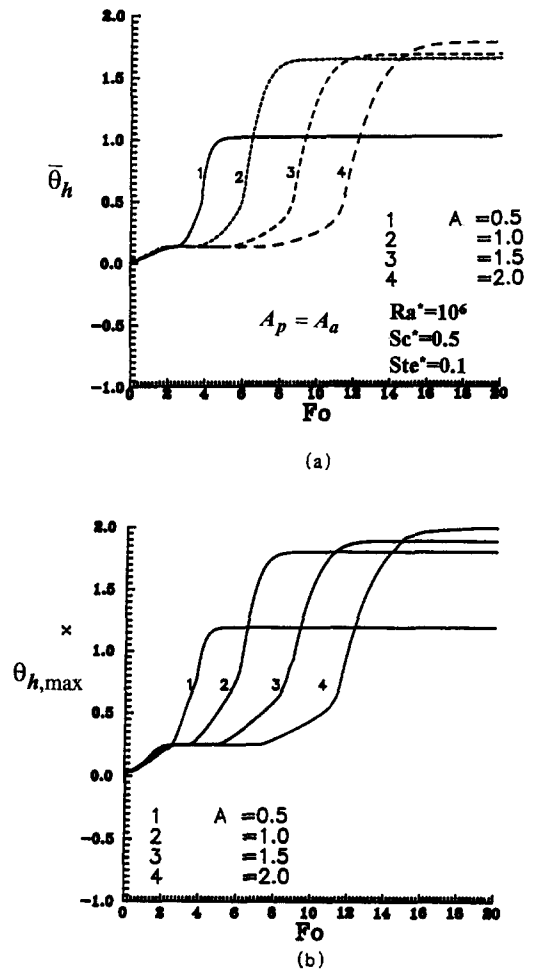 2.0
1.5
1.0
0.5
0.0
−0.5
−1.0
θ̄h
1
2
3
4
1 A =0.5
2 =1.0
3 =1.5
4 =2.0
Ap = Aa
Ra*=10⁶
Sc*=0.5
Ste*=0.1
0 2 4 6 8 10 12 14 16 18 20
Fo
(a)
2.0
1.5
×
1.0
θh,max
0.5
0.0
−0.5
−1.0
1
2
3
4
1 A =0.5
2 =1.0
3 =1.5
4 =2.0
0 2 4 6 8 10 12 14 16 18 20
Fo
(b)